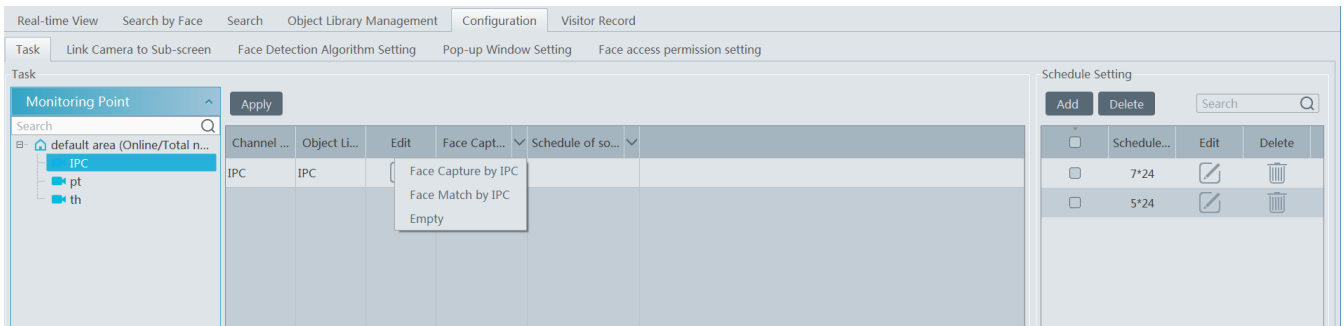 Real-time View Search by Face Search Object Library Management Configuration Visitor Record
Task Link Camera to Sub-screen Face Detection Algorithm Setting Pop-up Window Setting Face access permission setting
Task
Monitoring Point
Search
default area (Online/Total n...
IPC
pt
th
Apply
Channel ... Object Li... Edit Face Capt... Schedule of so...
IPC IPC
Face Capture by IPC
Face Match by IPC
Empty
Schedule Setting
Add Delete Search
Schedule... Edit Delete
7*24
5*24